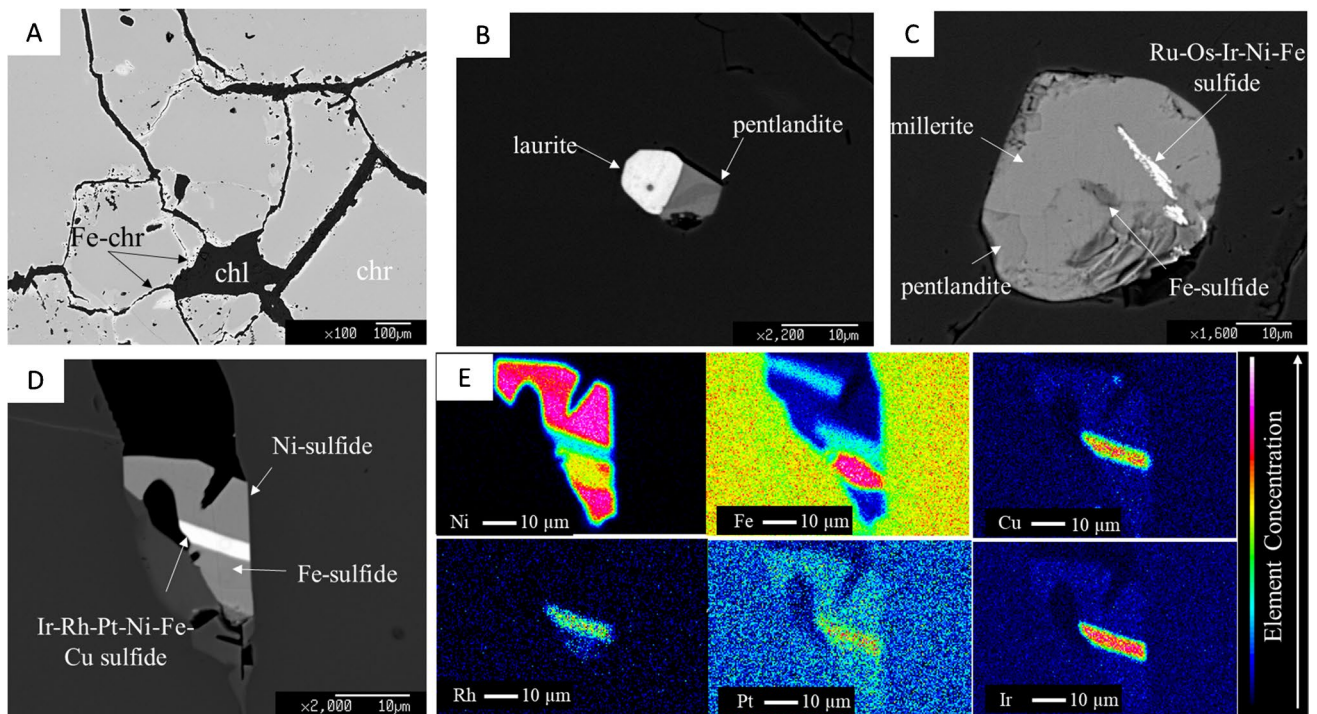 A
Fe-chr
chl
chr
×100 100µm
B
laurite
pentlandite
×2,200 10µm
C
Ru-Os-Ir-Ni-Fe
sulfide
millerite
pentlandite
Fe-sulfide
×1,600 10µm
D
Ni-sulfide
Fe-sulfide
Ir-Rh-Pt-Ni-Fe-
Cu sulfide
×2,000 10µm
E
Ni 10 µm
Fe 10 µm
Cu 10 µm
Rh 10 µm
Pt 10 µm
Ir 10 µm
Element Concentration